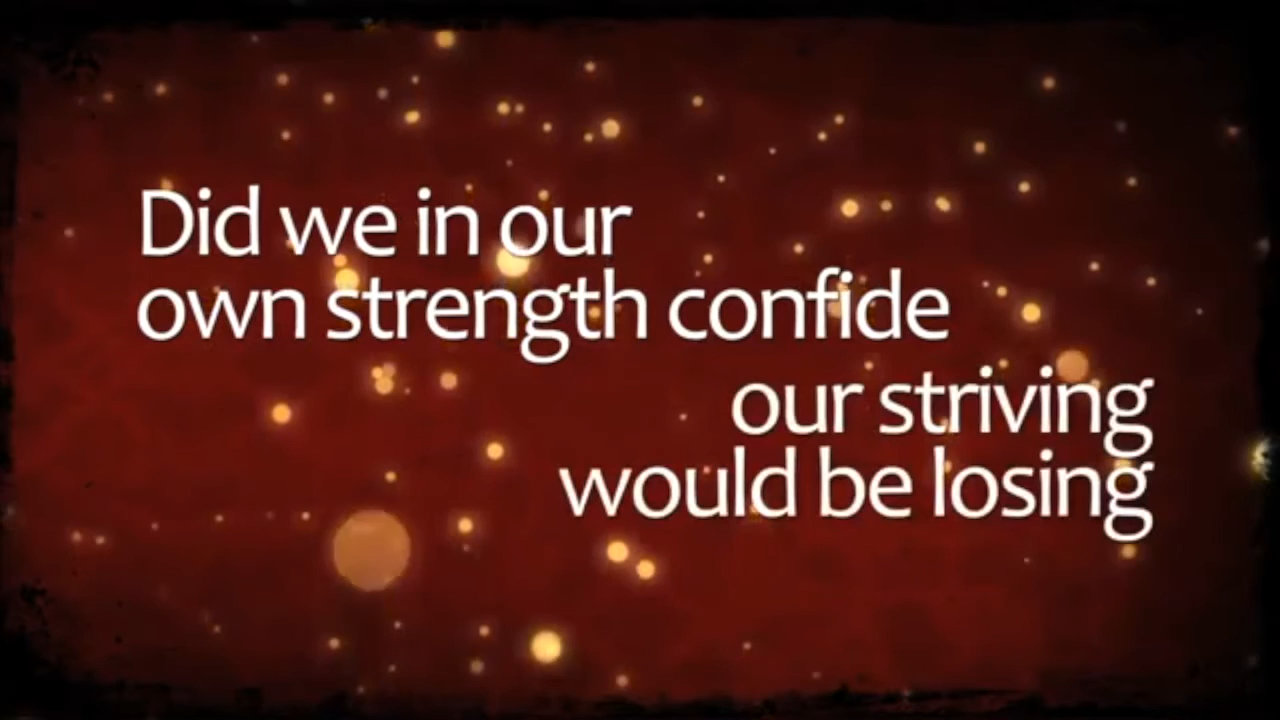 Did we in our
own strength confide
our striving
would be losing